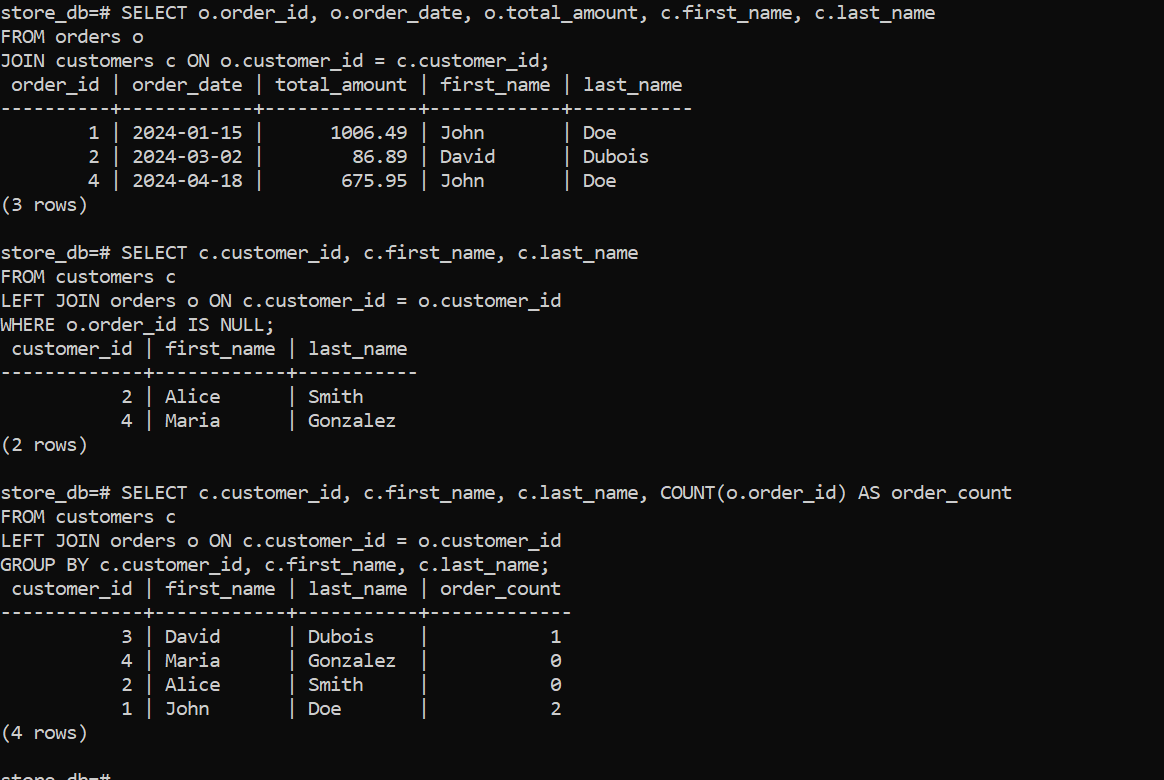 store_db=# SELECT o.order_id, o.order_date, o.total_amount, c.first_name, c.last_name
FROM orders o
JOIN customers c ON o.customer_id = c.customer_id;
 order_id | order_date | total_amount | first_name | last_name
----------+------------+--------------+------------+-----------
        1 | 2024-01-15 |      1006.49 | John       | Doe
        2 | 2024-03-02 |        86.89 | David      | Dubois
        4 | 2024-04-18 |       675.95 | John       | Doe
(3 rows)

store_db=# SELECT c.customer_id, c.first_name, c.last_name
FROM customers c
LEFT JOIN orders o ON c.customer_id = o.customer_id
WHERE o.order_id IS NULL;
 customer_id | first_name | last_name
-------------+------------+-----------
           2 | Alice      | Smith
           4 | Maria      | Gonzalez
(2 rows)

store_db=# SELECT c.customer_id, c.first_name, c.last_name, COUNT(o.order_id) AS order_count
FROM customers c
LEFT JOIN orders o ON c.customer_id = o.customer_id
GROUP BY c.customer_id, c.first_name, c.last_name;
 customer_id | first_name | last_name | order_count
-------------+------------+-----------+-------------
           3 | David      | Dubois    |           1
           4 | Maria      | Gonzalez  |           0
           2 | Alice      | Smith     |           0
           1 | John       | Doe       |           2
(4 rows)

store_db=#